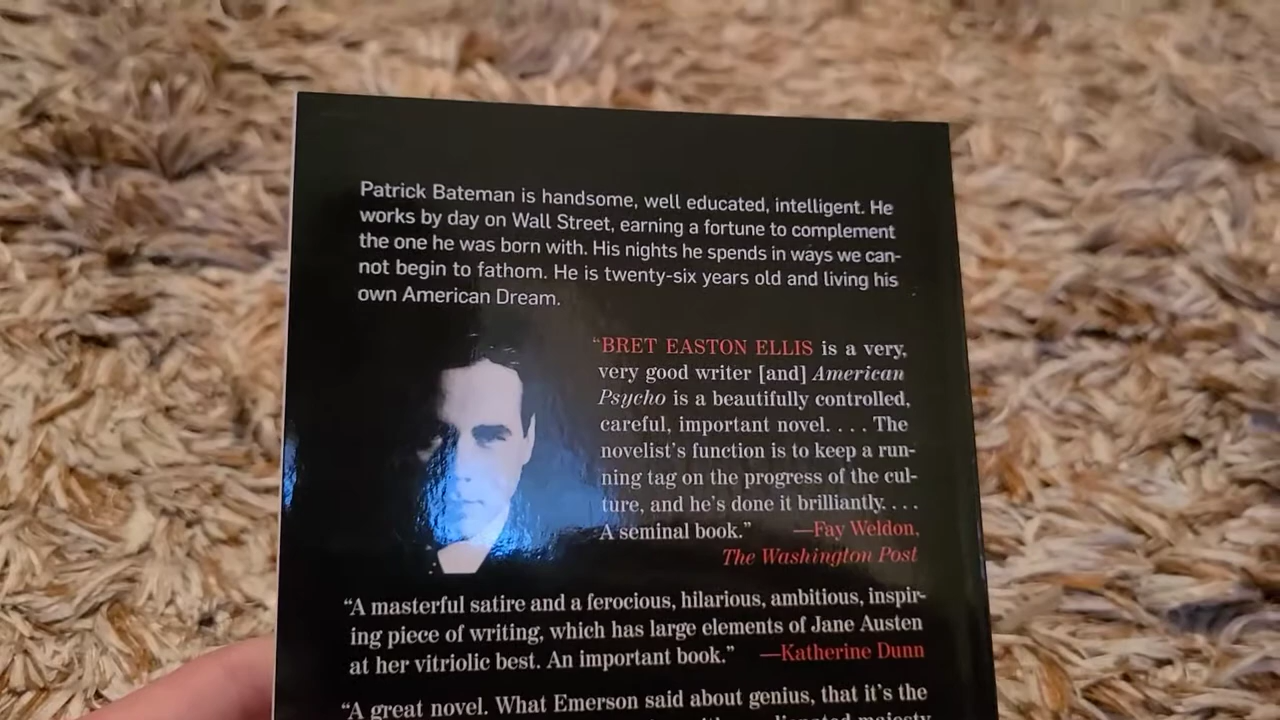 Patrick Bateman is handsome, well educated, intelligent. He
works by day on Wall Street, earning a fortune to complement
the one he was born with. His nights he spends in ways we can-
not begin to fathom. He is twenty-six years old and living his
own American Dream.
“BRET EASTON ELLIS is a very,
very good writer [and] American
Psycho is a beautifully controlled,
careful, important novel. . . . The
novelist’s function is to keep a run-
ning tag on the progress of the cul-
ture, and he’s done it brilliantly. . . .
A seminal book.” —Fay Weldon,
The Washington Post
“A masterful satire and a ferocious, hilarious, ambitious, inspir-
ing piece of writing, which has large elements of Jane Austen
at her vitriolic best. An important book.” —Katherine Dunn
“A great novel. What Emerson said about genius, that it’s the